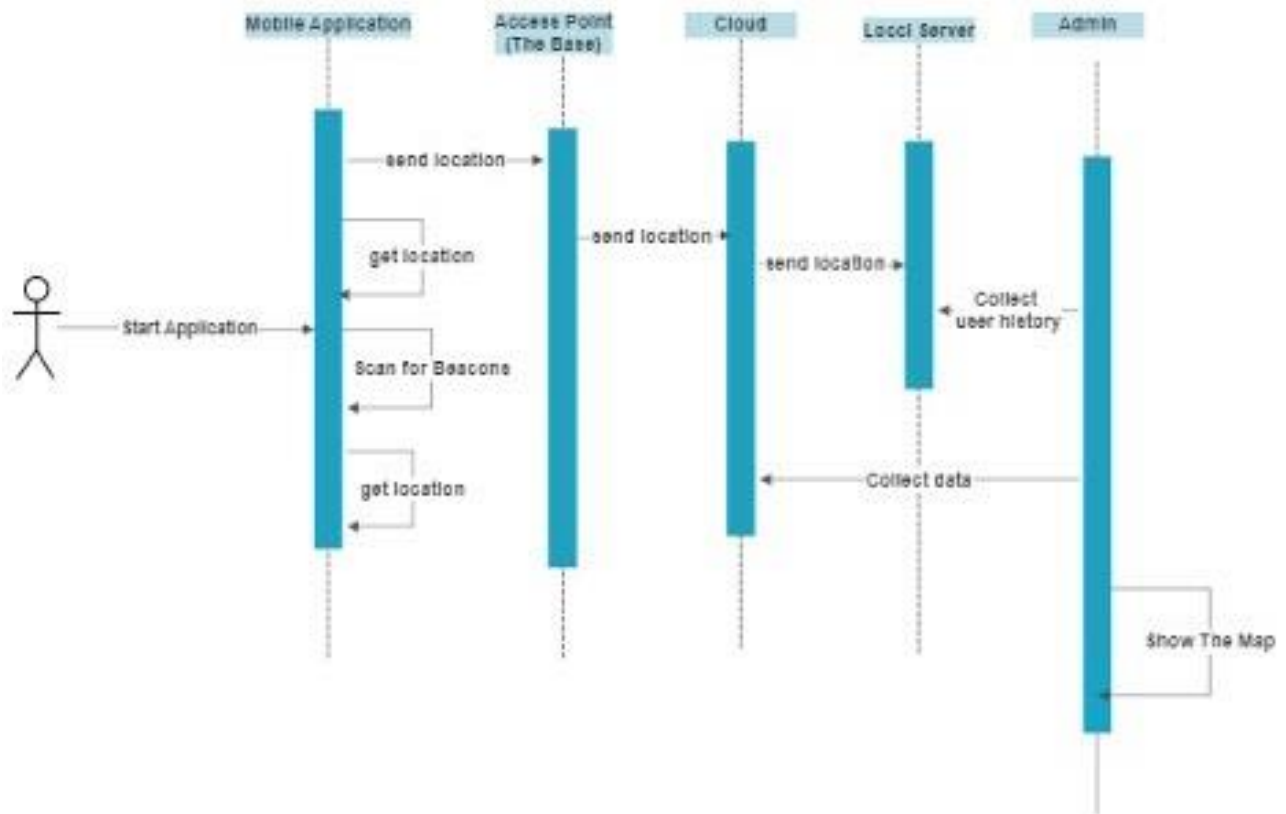 Mobile Application
Access Point
(The Base)
Cloud
Locci Server
Admin
send location
get location
send location
send location
Collect
user history
Start Application
Scan for Beacons
Collect data
get location
Show The Map